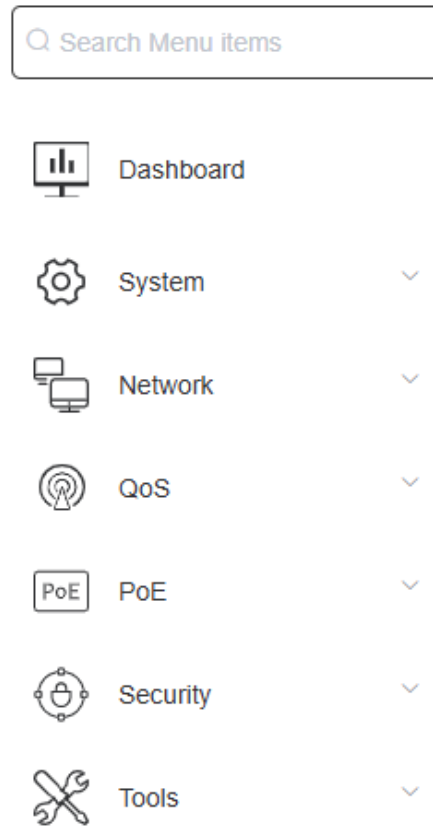 Search Menu items
Dashboard
System
Network
QoS
PoE PoE
Security
Tools